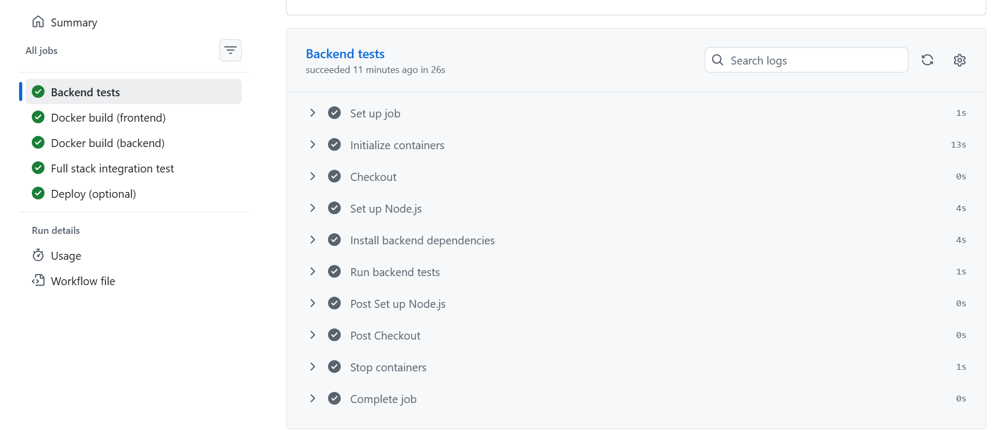 Summary
All jobs
Backend tests
Docker build (frontend)
Docker build (backend)
Full stack integration test
Deploy (optional)
Run details
Usage
Workflow file
Backend tests
succeeded 11 minutes ago in 26s
Search logs
Set up job 1s
Initialize containers 13s
Checkout 0s
Set up Node.js 4s
Install backend dependencies 4s
Run backend tests 1s
Post Set up Node.js 0s
Post Checkout 0s
Stop containers 1s
Complete job 0s